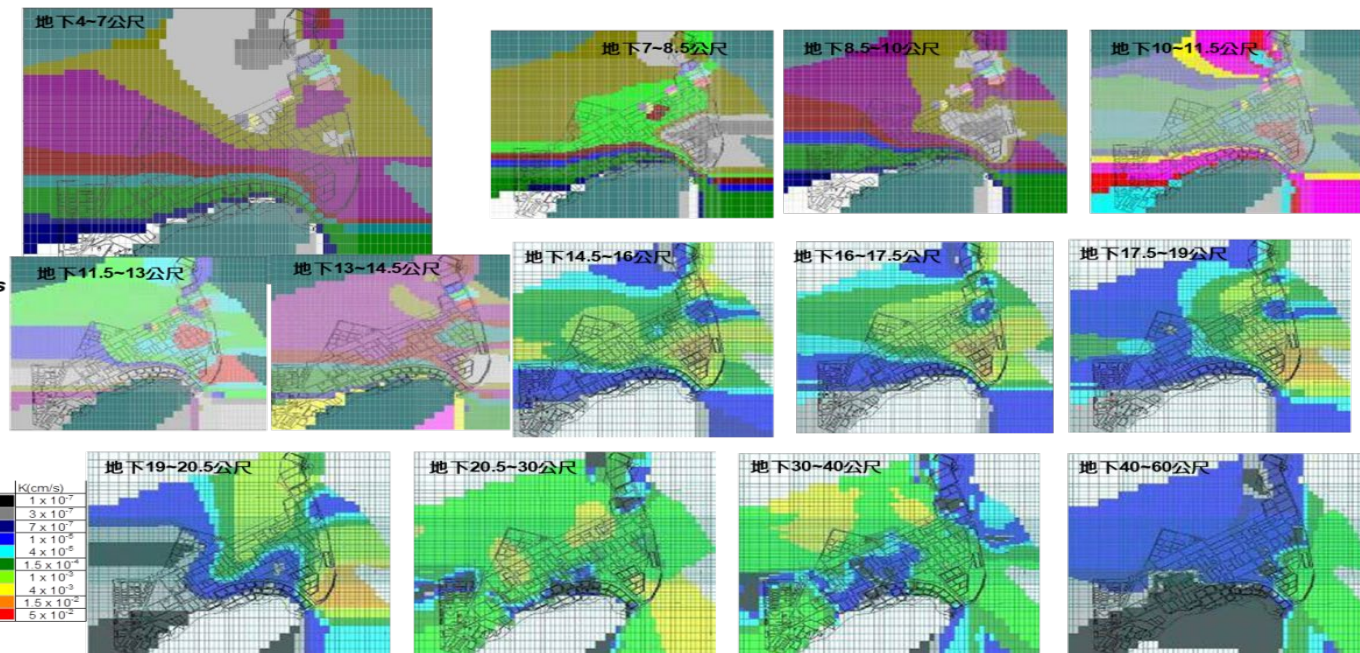 地下4~7公尺
地下7~8.5公尺
地下8.5~10公尺
地下10~11.5公尺
地下11.5~13公尺
地下13~14.5公尺
地下14.5~16公尺
地下16~17.5公尺
地下17.5~19公尺
s
地下19~20.5公尺
地下20.5~30公尺
地下30~40公尺
地下40~60公尺
K(cm/s)
1 x 10⁻⁷
3 x 10⁻⁷
7 x 10⁻⁷
1 x 10⁻⁵
4 x 10⁻⁵
1.5 x 10⁻⁴
1 x 10⁻³
4 x 10⁻³
1.5 x 10⁻²
5 x 10⁻²